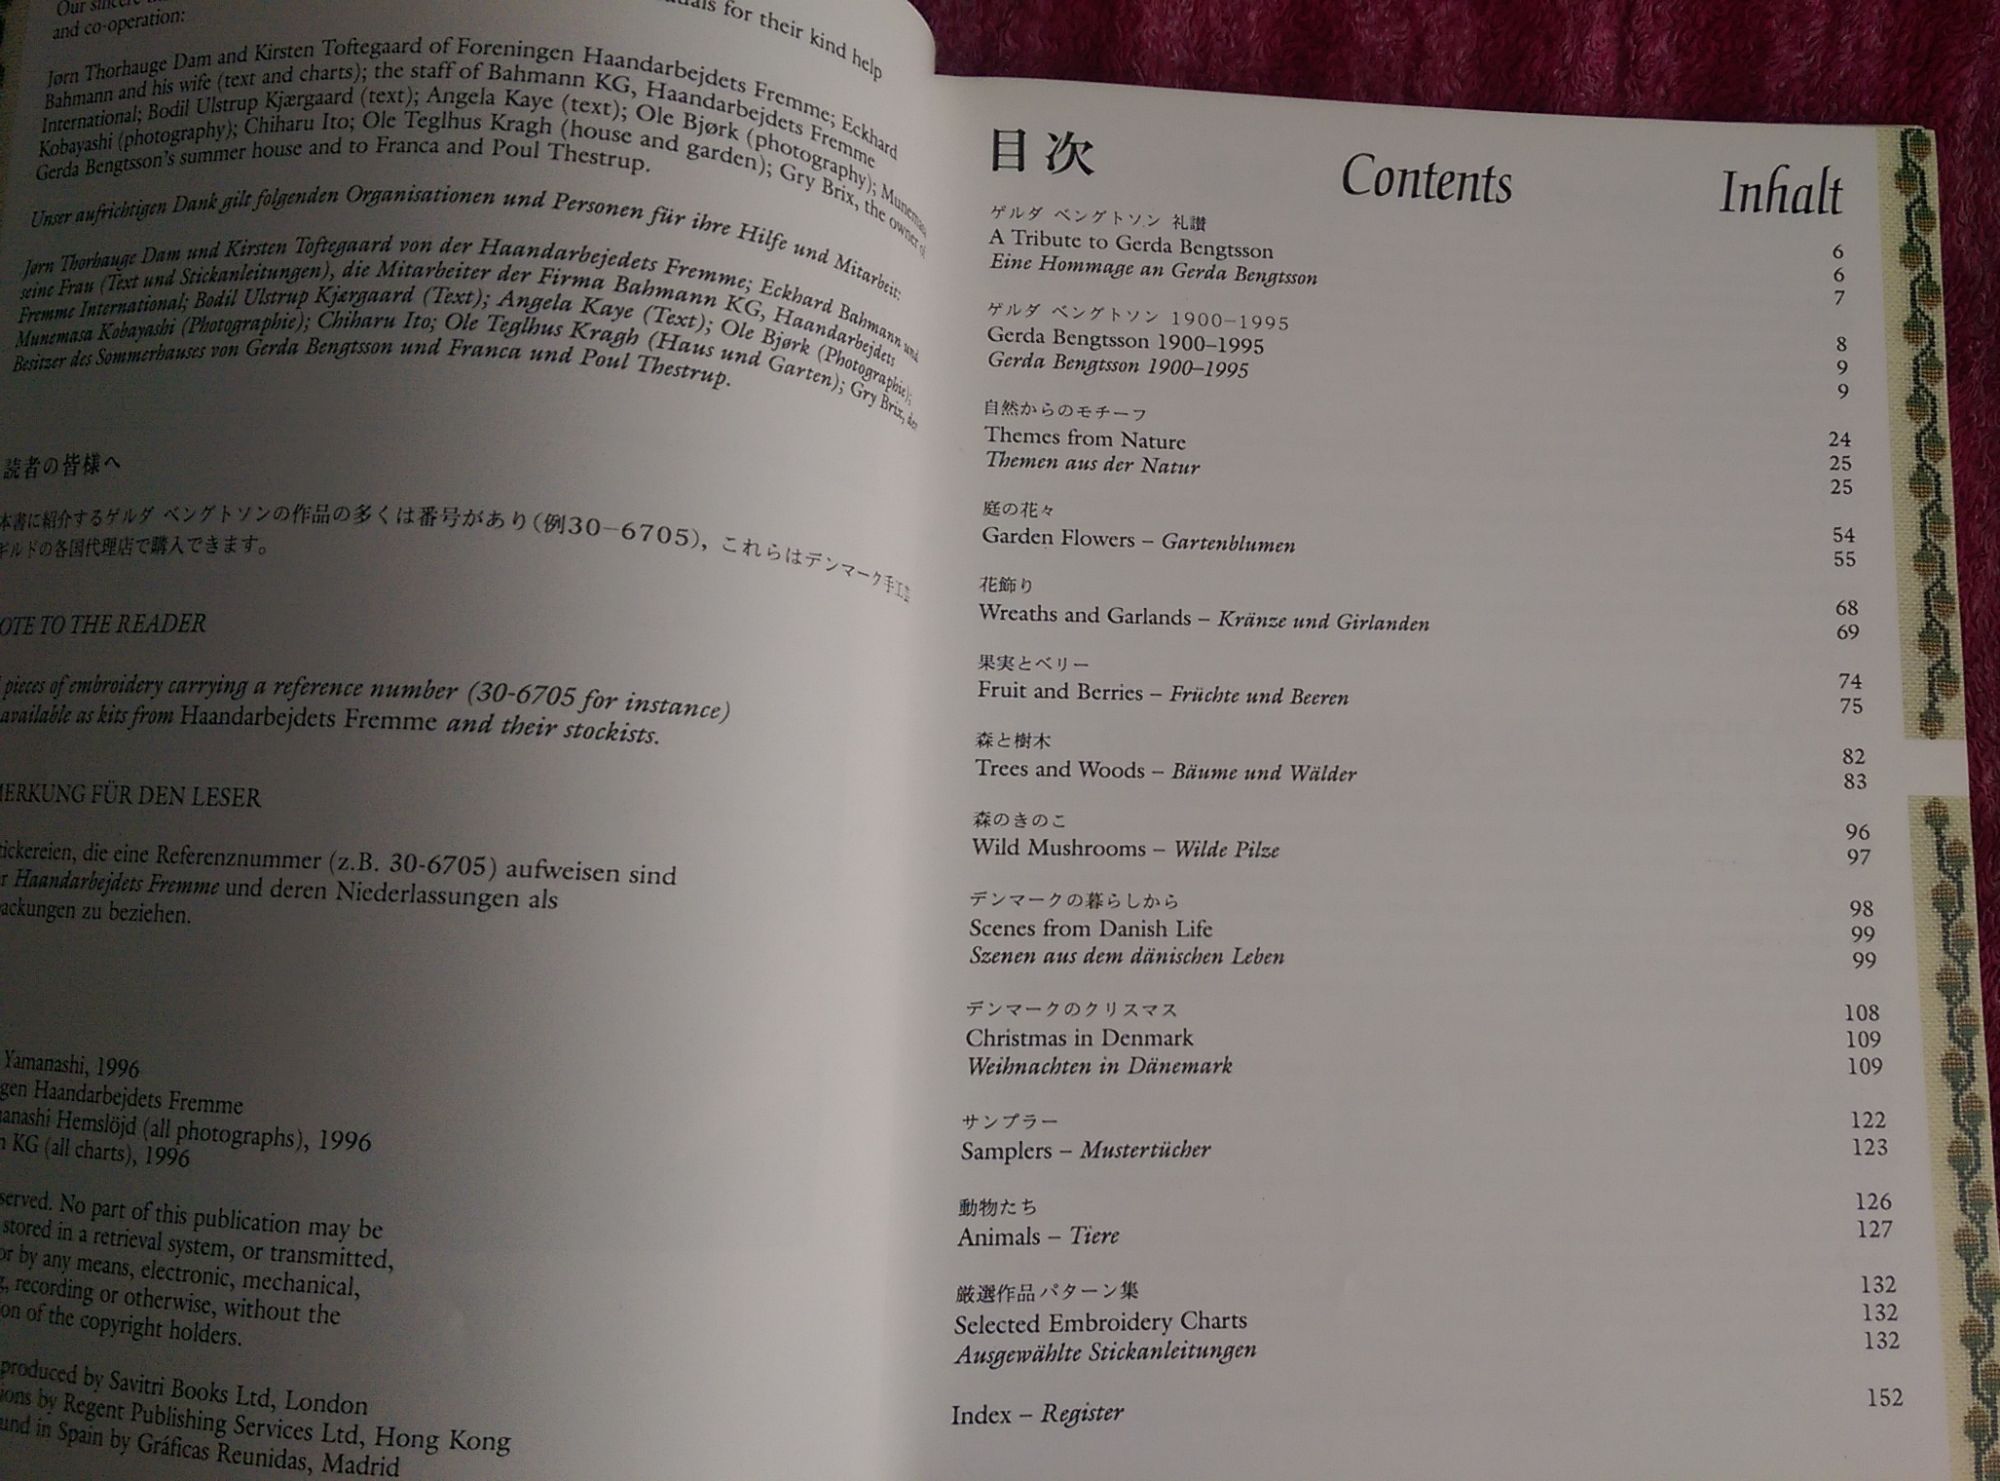 Our sincere
uals for their kind help
and co-operation:
Jørn Thorhauge Dam and Kirsten Toftegaard of Foreningen Haandarbejdets Fremme; Eckhard
Bahmann and his wife (text and charts); the staff of Bahmann KG, Haandarbejdets Fremme
International; Bodil Ulstrup Kjærgaard (text); Angela Kaye (text); Ole Bjørk (photography); Munemasa
Kobayashi (photography); Chiharu Ito; Ole Teglhus Kragh (house and garden); Gry Brix, the owner of
Gerda Bengtsson's summer house and to Franca and Poul Thestrup.
Unser aufrichtigen Dank gilt folgenden Organisationen und Personen für ihre Hilfe und Mitarbeit:
Jørn Thorhauge Dam und Kirsten Toftegaard von der Haandarbejedets Fremme; Eckhard Bahmann und
seine Frau (Text und Stickanleitungen), die Mitarbeiter der Firma Bahmann KG, Haandarbejdets
Fremme International; Bodil Ulstrup Kjærgaard (Text); Angela Kaye (Text); Ole Bjørk (Photographie);
Munemasa Kobayashi (Photographie); Chiharu Ito; Ole Teglhus Kragh (Haus und Garten); Gry Brix, der
Besitzer des Sommerhauses von Gerda Bengtsson und Franca und Poul Thestrup.
読者の皆様へ
本書に紹介するゲルダ ベングトソンの作品の多くは番号があり(例30－6705), これらはデンマーク手工芸
ギルドの各国代理店で購入できます。
OTE TO THE READER
pieces of embroidery carrying a reference number (30-6705 for instance)
available as kits from Haandarbejdets Fremme and their stockists.
MERKUNG FÜR DEN LESER
tickereien, die eine Referenznummer (z.B. 30-6705) aufweisen sind
r Haandarbejdets Fremme und deren Niederlassungen als
ackungen zu beziehen.
Yamanashi, 1996
gen Haandarbejdets Fremme
anashi Hemslöjd (all photographs), 1996
n KG (all charts), 1996
served. No part of this publication may be
stored in a retrieval system, or transmitted,
or by any means, electronic, mechanical,
g, recording or otherwise, without the
on of the copyright holders.
produced by Savitri Books Ltd, London
ions by Regent Publishing Services Ltd, Hong Kong
und in Spain by Gráficas Reunidas, Madrid
目次 Contents Inhalt
ゲルダ ベングトソン 礼讃 6
A Tribute to Gerda Bengtsson 6
Eine Hommage an Gerda Bengtsson 7
ゲルダ ベングトソン 1900－1995 8
Gerda Bengtsson 1900–1995 9
Gerda Bengtsson 1900–1995 9
自然からのモチーフ 24
Themes from Nature 25
Themen aus der Natur 25
庭の花々 54
Garden Flowers – Gartenblumen 55
花飾り 68
Wreaths and Garlands – Kränze und Girlanden 69
果実とベリー 74
Fruit and Berries – Früchte und Beeren 75
森と樹木 82
Trees and Woods – Bäume und Wälder 83
森のきのこ 96
Wild Mushrooms – Wilde Pilze 97
デンマークの暮らしから 98
Scenes from Danish Life 99
Szenen aus dem dänischen Leben 99
デンマークのクリスマス 108
Christmas in Denmark 109
Weihnachten in Dänemark 109
サンプラー 122
Samplers – Mustertücher 123
動物たち 126
Animals – Tiere 127
厳選作品パターン集 132
Selected Embroidery Charts 132
Ausgewählte Stickanleitungen 132
Index – Register 152